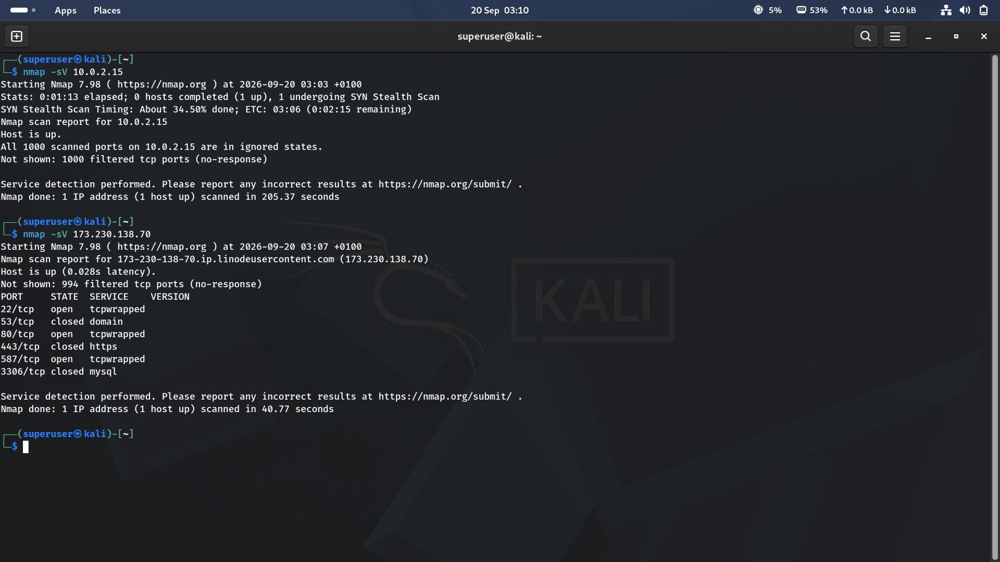 Apps Places 20 Sep 03:10 5% 53% ↑0.0 kB ↓0.0 kB
superuser@kali: ~
┌──(superuser㉿kali)-[~]
└─$ nmap -sV 10.0.2.15
Starting Nmap 7.98 ( https://nmap.org ) at 2026-09-20 03:03 +0100
Stats: 0:01:13 elapsed; 0 hosts completed (1 up), 1 undergoing SYN Stealth Scan
SYN Stealth Scan Timing: About 34.50% done; ETC: 03:06 (0:02:15 remaining)
Nmap scan report for 10.0.2.15
Host is up.
All 1000 scanned ports on 10.0.2.15 are in ignored states.
Not shown: 1000 filtered tcp ports (no-response)

Service detection performed. Please report any incorrect results at https://nmap.org/submit/ .
Nmap done: 1 IP address (1 host up) scanned in 205.37 seconds

┌──(superuser㉿kali)-[~]
└─$ nmap -sV 173.230.138.70
Starting Nmap 7.98 ( https://nmap.org ) at 2026-09-20 03:07 +0100
Nmap scan report for 173-230-138-70.ip.linodeusercontent.com (173.230.138.70)
Host is up (0.028s latency).
Not shown: 994 filtered tcp ports (no-response)
PORT     STATE  SERVICE    VERSION
22/tcp   open   tcpwrapped
53/tcp   closed domain
80/tcp   open   tcpwrapped
443/tcp  closed https
587/tcp  open   tcpwrapped
3306/tcp closed mysql

Service detection performed. Please report any incorrect results at https://nmap.org/submit/ .
Nmap done: 1 IP address (1 host up) scanned in 40.77 seconds

┌──(superuser㉿kali)-[~]
└─$
KALI